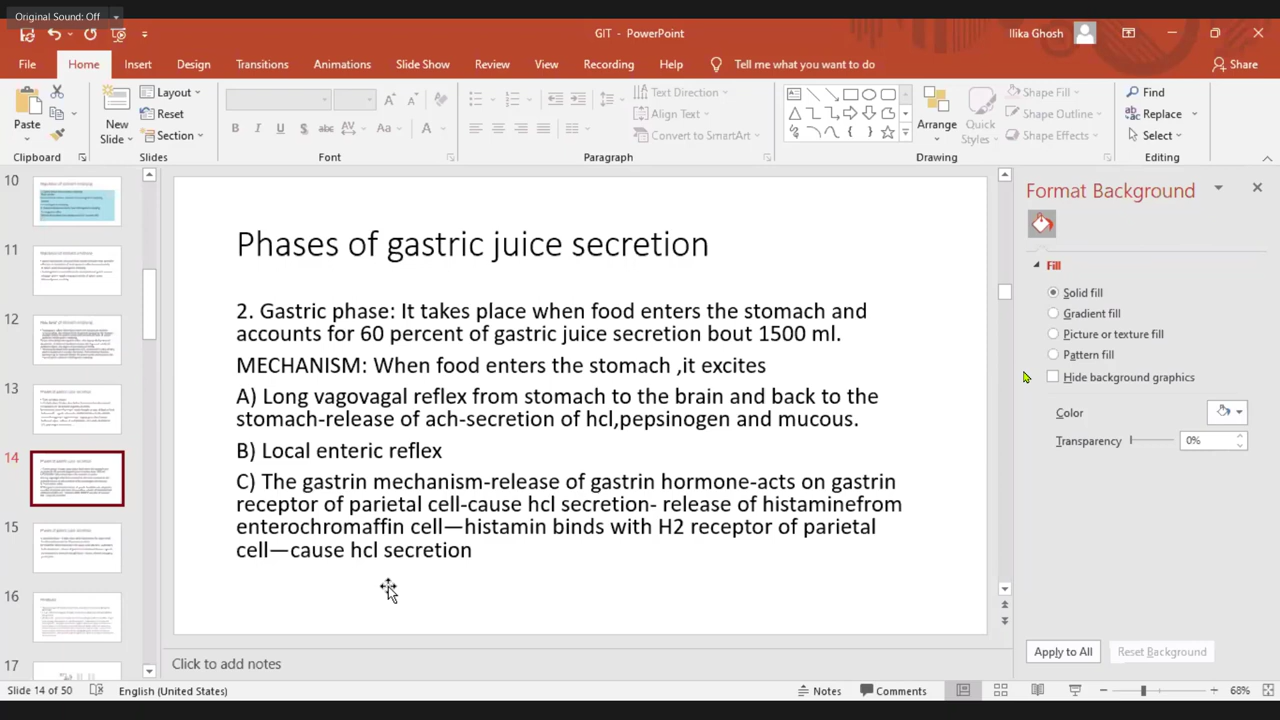 Original Sound: Off
GIT - PowerPoint
Ilika Ghosh
File Home Insert Design Transitions Animations Slide Show Review View Recording Help Tell me what you want to do Share
Paste
Clipboard
New Slide
Layout
Reset
Section
Slides
B I U S abc AV Aa A
Font
Text Direction
Align Text
Convert to SmartArt
Paragraph
Arrange
Quick Styles
Shape Fill
Shape Outline
Shape Effects
Drawing
Find
Replace
Select
Editing
10
11
12
13
14
15
16
17
Phases of gastric juice secretion
2. Gastric phase: It takes place when food enters the stomach and
accounts for 60 percent of gastric juice secretion bout 1500 ml.
MECHANISM: When food enters the stomach ,it excites
A) Long vagovagal reflex from stomach to the brain and back to the
stomach-release of ach-secretion of hcl,pepsinogen and mucous.
B) Local enteric reflex
C) The gastrin mechanism-release of gastrin hormone-acts on gastrin
receptor of parietal cell-cause hcl secretion- release of histaminefrom
enterochromaffin cell—histamin binds with H2 receptor of parietal
cell—cause hcl secretion
Click to add notes
Format Background
Fill
Solid fill
Gradient fill
Picture or texture fill
Pattern fill
Hide background graphics
Color
Transparency 0%
Apply to All Reset Background
Slide 14 of 50 English (United States) Notes Comments 68%